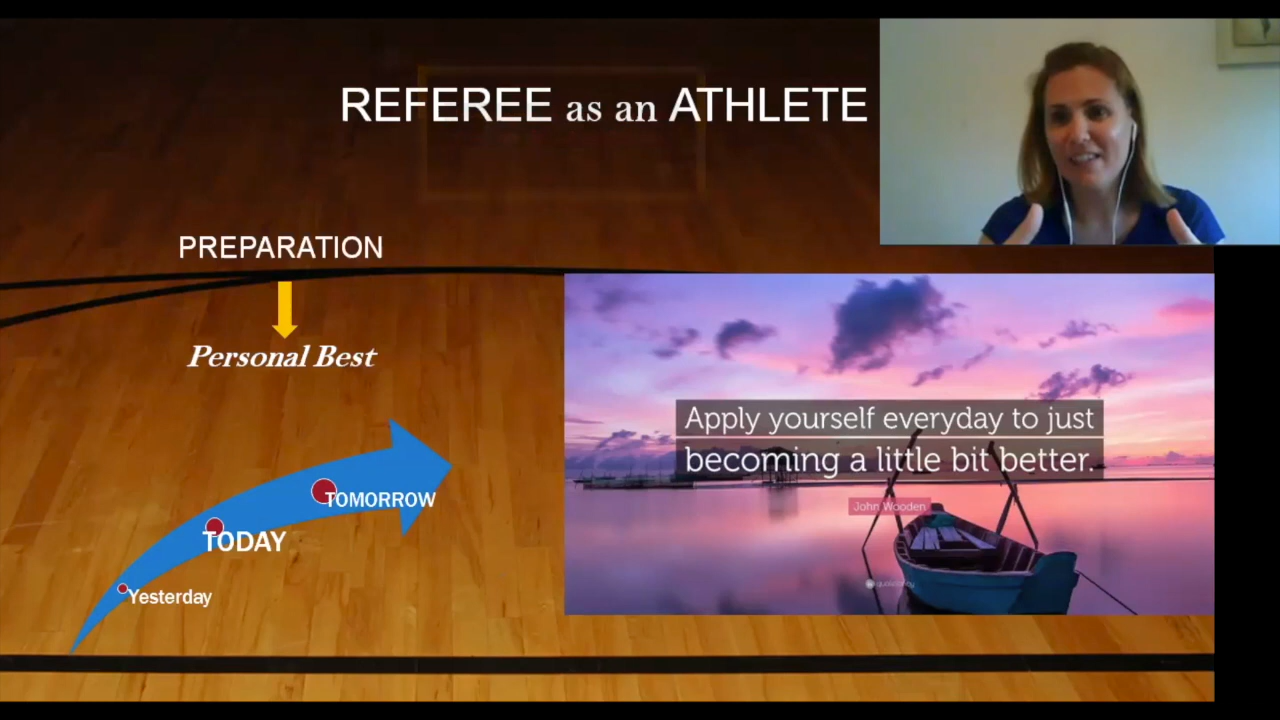 REFEREE as an ATHLETE
PREPARATION
Personal Best
TOMORROW
TODAY
Yesterday
Apply yourself everyday to just
becoming a little bit better.
John Wooden